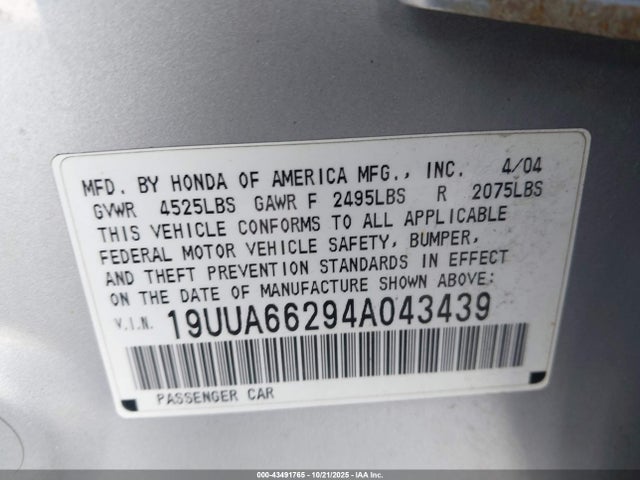 MFD. BY HONDA OF AMERICA MFG., INC. 4/04
GVWR 4525LBS GAWR F 2495LBS R 2075LBS
THIS VEHICLE CONFORMS TO ALL APPLICABLE
FEDERAL MOTOR VEHICLE SAFETY, BUMPER,
AND THEFT PREVENTION STANDARDS IN EFFECT
ON THE DATE OF MANUFACTURE SHOWN ABOVE:
V.I.N. 19UUA66294A043439
PASSENGER CAR
000-43491765 - 10/21/2025 - IAA Inc.